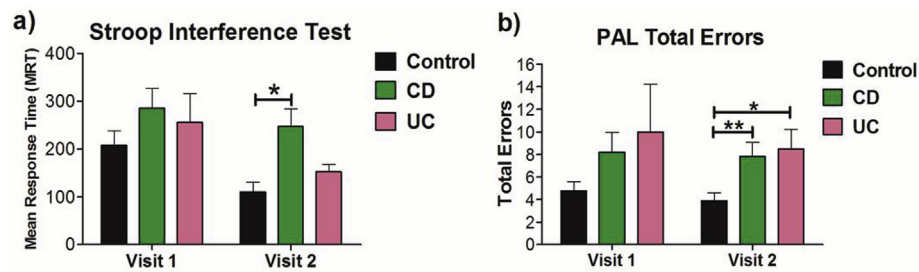 a)
Stroop Interference Test
Mean Response Time (MRT)
400
300
200
100
0
*
Visit 1
Visit 2
Control
CD
UC
b)
PAL Total Errors
Total Errors
16
14
12
10
8
6
4
2
0
*
**
Visit 1
Visit 2
Control
CD
UC